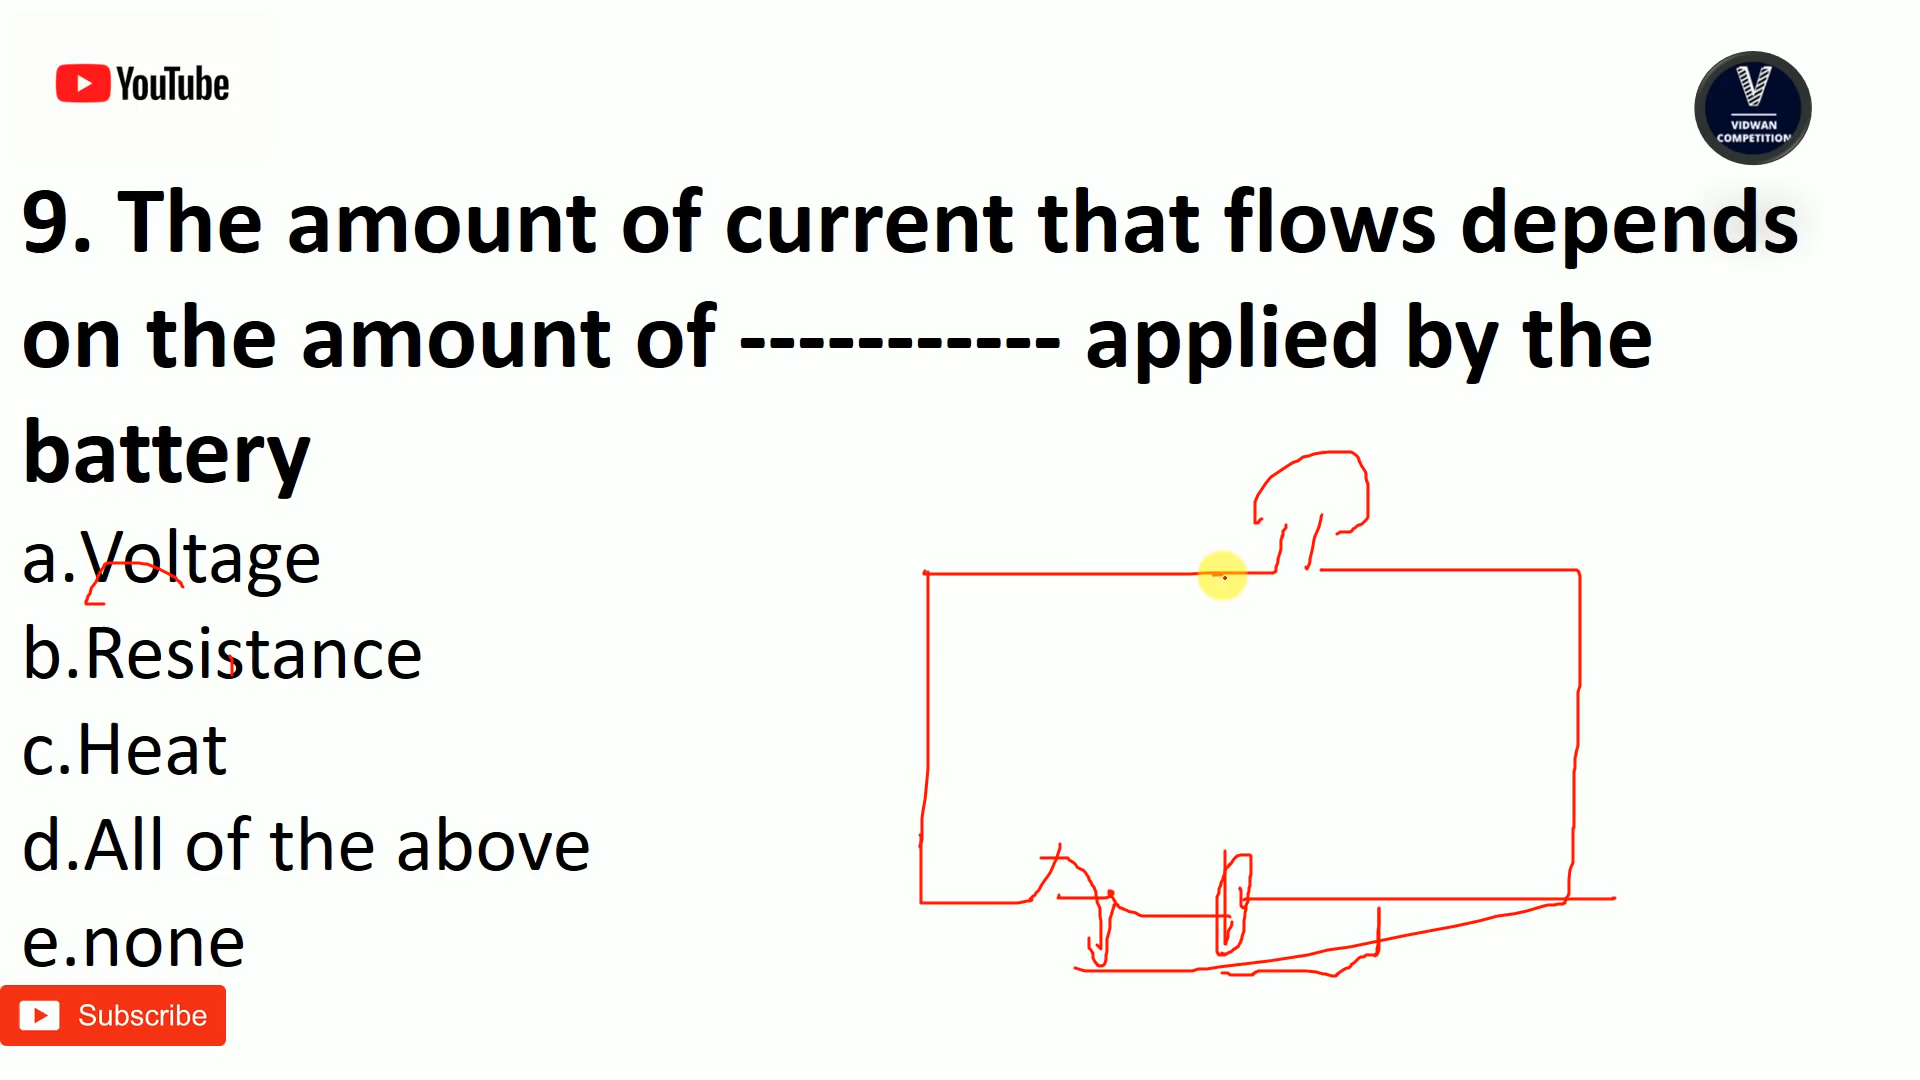 YouTube
VIDWAN
COMPETITION
9. The amount of current that flows depends
on the amount of ----------- applied by the
battery
a.Voltage
b.Resistance
c.Heat
d.All of the above
e.none
Subscribe